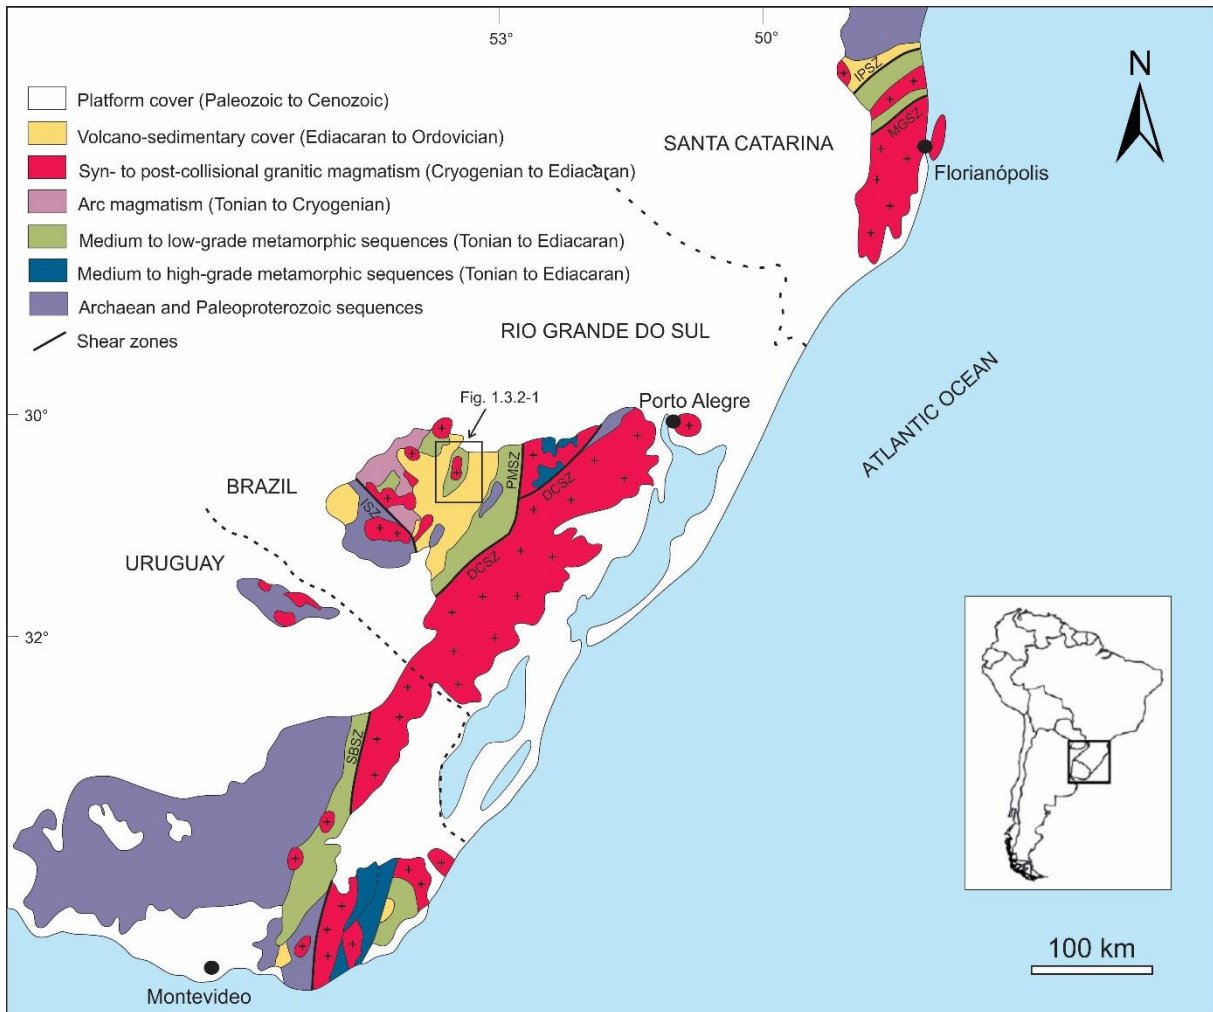 53°
50°
N
Platform cover (Paleozoic to Cenozoic)
Volcano-sedimentary cover (Ediacaran to Ordovician)
Syn- to post-collisional granitic magmatism (Cryogenian to Ediacaran)
Arc magmatism (Tonian to Cryogenian)
Medium to low-grade metamorphic sequences (Tonian to Ediacaran)
Medium to high-grade metamorphic sequences (Tonian to Ediacaran)
Archaean and Paleoproterozoic sequences
Shear zones
IPSZ
MGSZ
SANTA CATARINA
Florianópolis
RIO GRANDE DO SUL
Fig. 1.3.2-1
Porto Alegre
30°
ATLANTIC OCEAN
PMSZ
DCSZ
BRAZIL
ISZ
URUGUAY
DCSZ
32°
SBSZ
100 km
Montevideo